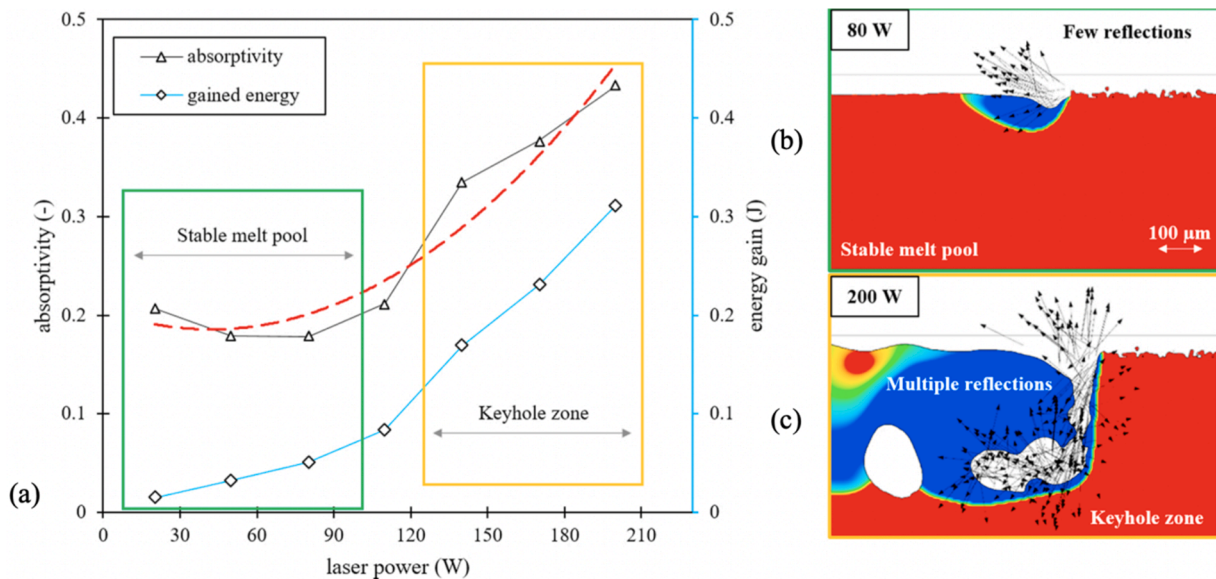 0.5
0.4
0.3
0.2
0.1
0
absorptivity (-)
absorptivity
gained energy
Stable melt pool
Keyhole zone
0
30
60
90
120
150
180
210
laser power (W)
0.5
0.4
0.3
0.2
0.1
0
energy gain (J)
(a)
80 W
Few reflections
Stable melt pool
100 µm
(b)
200 W
Multiple reflections
Keyhole zone
(c)